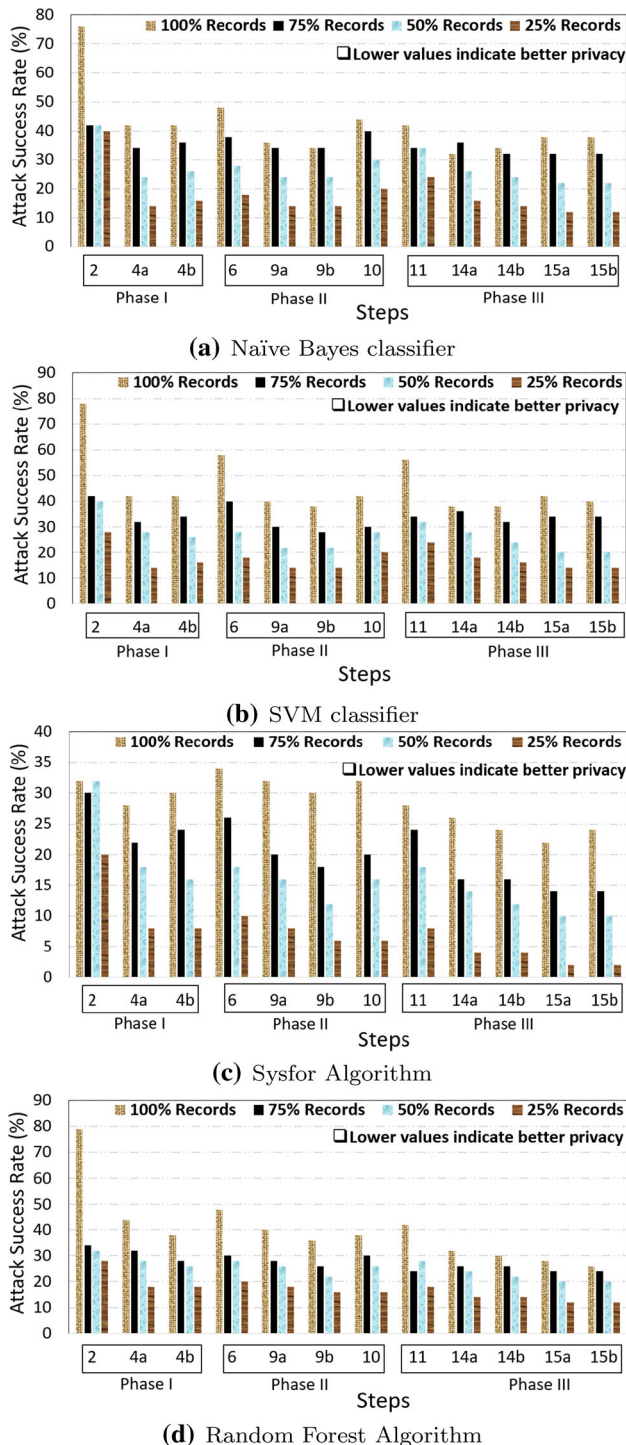 80
100% Records 75% Records 50% Records 25% Records
70
❑Lower values indicate better privacy
60
50
40
30
20
10
0
Attack Success Rate (%)
2 4a 4b 6 9a 9b 10 11 14a 14b 15a 15b
Phase I Phase II Phase III
Steps
(a) Naïve Bayes classifier
90
100% Records 75% Records 50% Records 25% Records
80
❑Lower values indicate better privacy
70
60
50
40
30
20
10
0
Attack Success Rate (%)
2 4a 4b 6 9a 9b 10 11 14a 14b 15a 15b
Phase I Phase II Phase III
Steps
(b) SVM classifier
40
100% Records 75% Records 50% Records 25% Records
35
❑Lower values indicate better privacy
30
25
20
15
10
5
0
Attack Success Rate (%)
2 4a 4b 6 9a 9b 10 11 14a 14b 15a 15b
Phase I Phase II Phase III
Steps
(c) Sysfor Algorithm
90
100% Records 75% Records 50% Records 25% Records
80
❑Lower values indicate better privacy
70
60
50
40
30
20
10
0
Attack Success Rate (%)
2 4a 4b 6 9a 9b 10 11 14a 14b 15a 15b
Phase I Phase II Phase III
Steps
(d) Random Forest Algorithm